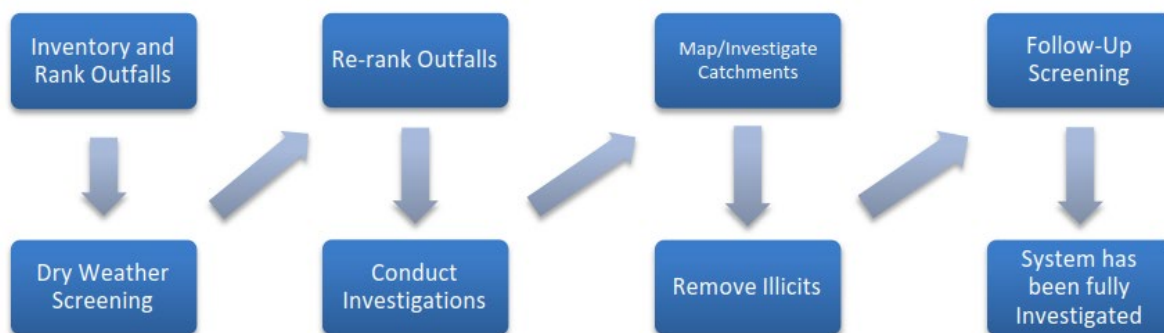 Inventory and
Rank Outfalls
Dry Weather
Screening
Re-rank Outfalls
Conduct
Investigations
Map/Investigate
Catchments
Remove Illicits
Follow-Up
Screening
System has
been fully
Investigated